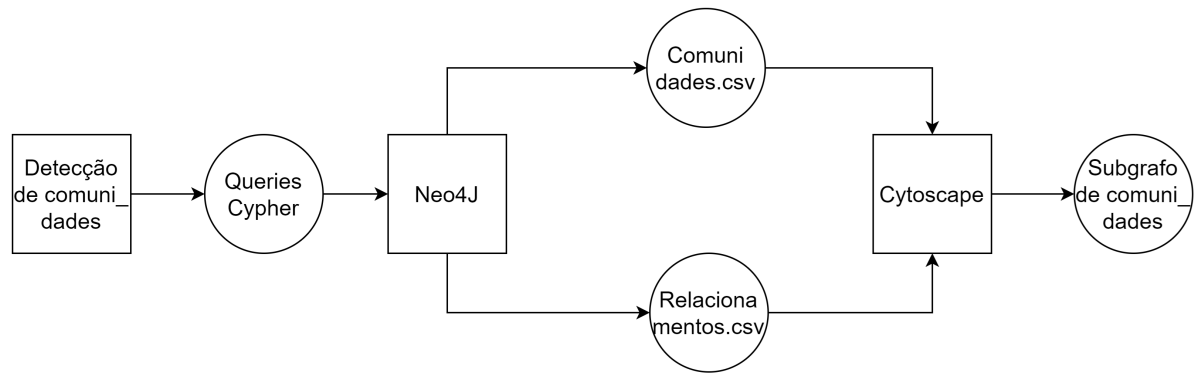 Detecção
de comuni_
dades
Queries
Cypher
Neo4J
Comuni
dades.csv
Relaciona
mentos.csv
Cytoscape
Subgrafo
de comuni_
dades